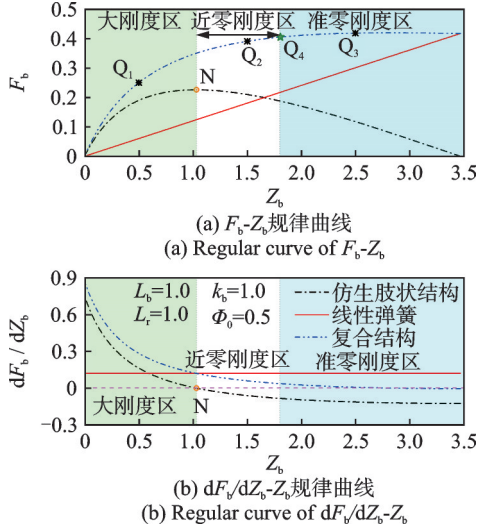 大刚度区 近零刚度区 准零刚度区
0.5
0.4
0.3
0.2
0.1
0
F_b
Q₁
N
Q₂
Q₄
Q₃
0 0.5 1.0 1.5 2.0 2.5 3.0 3.5
Z_b
(a) F_b-Z_b规律曲线
(a) Regular curve of F_b-Z_b
0.9
0.6
0.3
0
−0.3
dF_b / dZ_b
L_b=1.0 k_b=1.0
L_r=1.0 Φ₀=0.5
仿生肢状结构
线性弹簧
复合结构
近零刚度区 准零刚度区
大刚度区 N
0 0.5 1.0 1.5 2.0 2.5 3.0 3.5
Z_b
(b) dF_b/dZ_b-Z_b规律曲线
(b) Regular curve of dF_b/dZ_b-Z_b